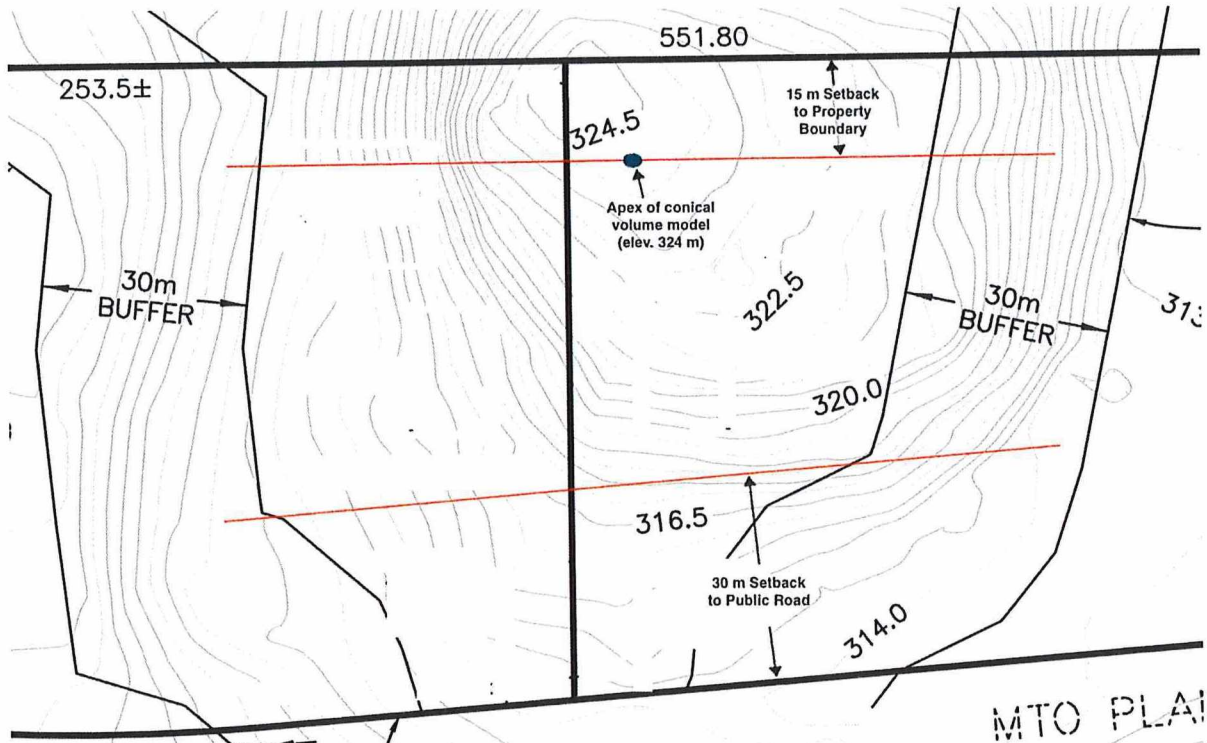 551.80
253.5±
15 m Setback
to Property
Boundary
324.5
Apex of conical
volume model
(elev. 324 m)
30m
BUFFER
322.5
30m
BUFFER
320.0
316.5
30 m Setback
to Public Road
314.0
MTO